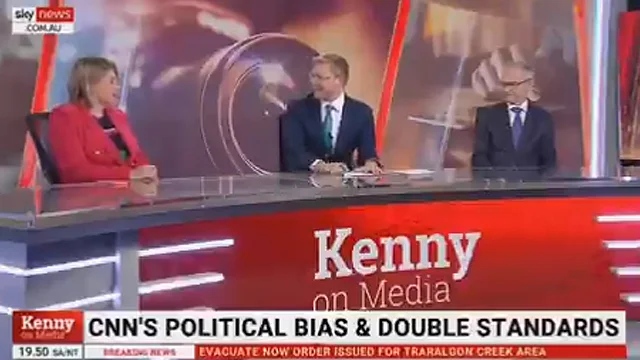 sky news
.COM.AU
Kenny
on Media
Kenny
on Media
CNN'S POLITICAL BIAS & DOUBLE STANDARDS
19.50 SA/NT
BREAKING NEWS
EVACUATE NOW ORDER ISSUED FOR TRARALGON CREEK AREA